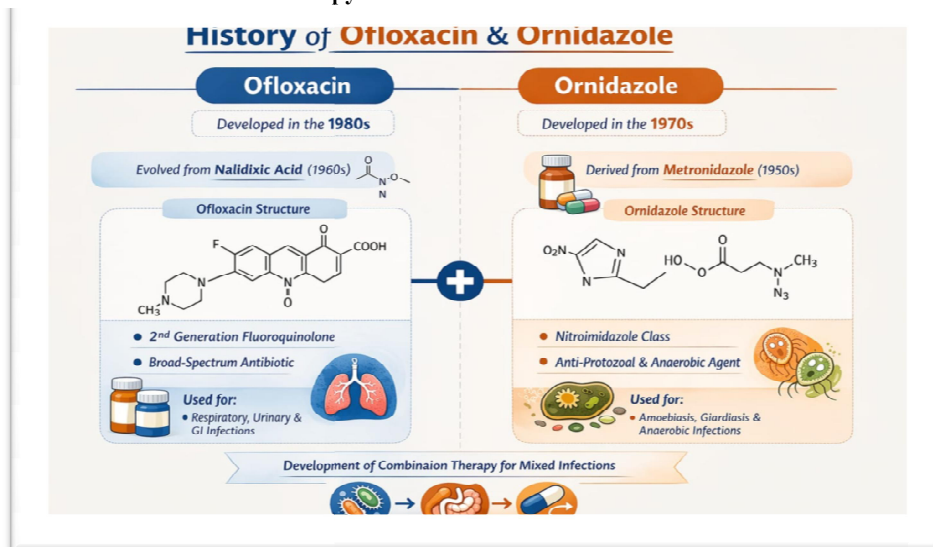 py
History of Ofloxacin & Ornidazole
Ofloxacin
Developed in the 1980s
Evolved from Nalidixic Acid (1960s)
O
N
O
N
Ofloxacin Structure
F
O
COOH
N
N
N
O
CH₃
2nd Generation Fluoroquinolone
Broad-Spectrum Antibiotic
Used for:
Respiratory, Urinary &
GI Infections
Ornidazole
Developed in the 1970s
Derived from Metronidazole (1950s)
Ornidazole Structure
O₂N
N
N
HO
O
O
CH₃
N
N₃
Nitroimidazole Class
Anti-Protozoal & Anaerobic Agent
Used for:
Amoebiasis, Giardiasis &
Anaerobic Infections
Development of Combinaion Therapy for Mixed Infections